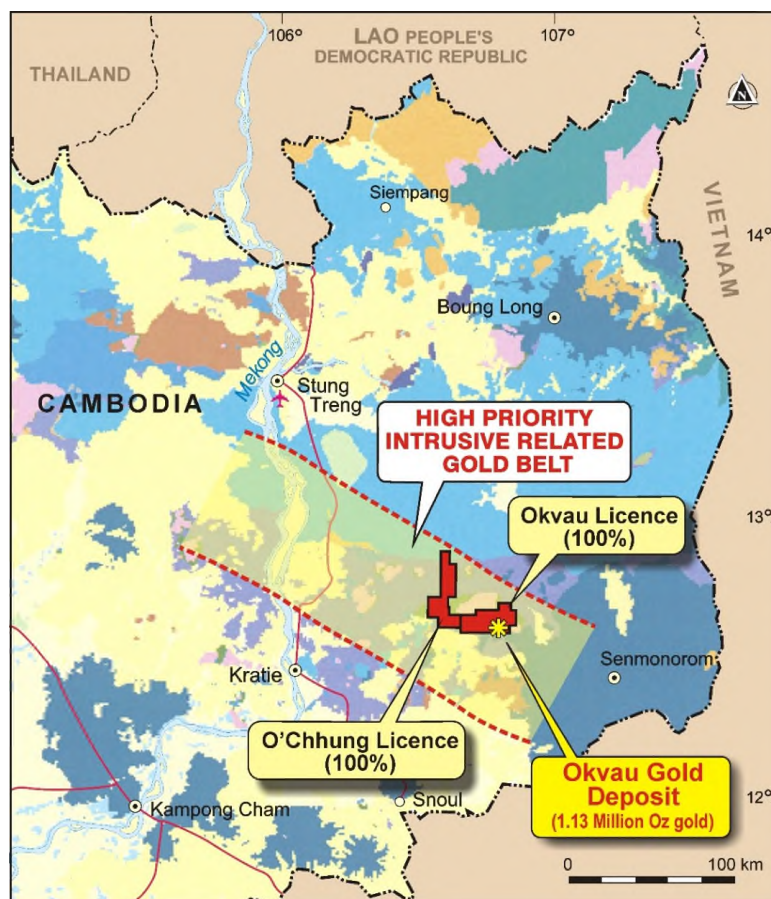 106°
107°
LAO PEOPLE'S
DEMOCRATIC REPUBLIC
THAILAND
N
VIETNAM
Siempang
14°
Boung Long
Mekong
Stung
Treng
CAMBODIA
HIGH PRIORITY
INTRUSIVE RELATED
GOLD BELT
13°
Okvau Licence
(100%)
Kratie
Senmonorom
O'Chhung Licence
(100%)
Okvau Gold
Deposit
(1.13 Million Oz gold)
Snoul
12°
Kampong Cham
0
100 km